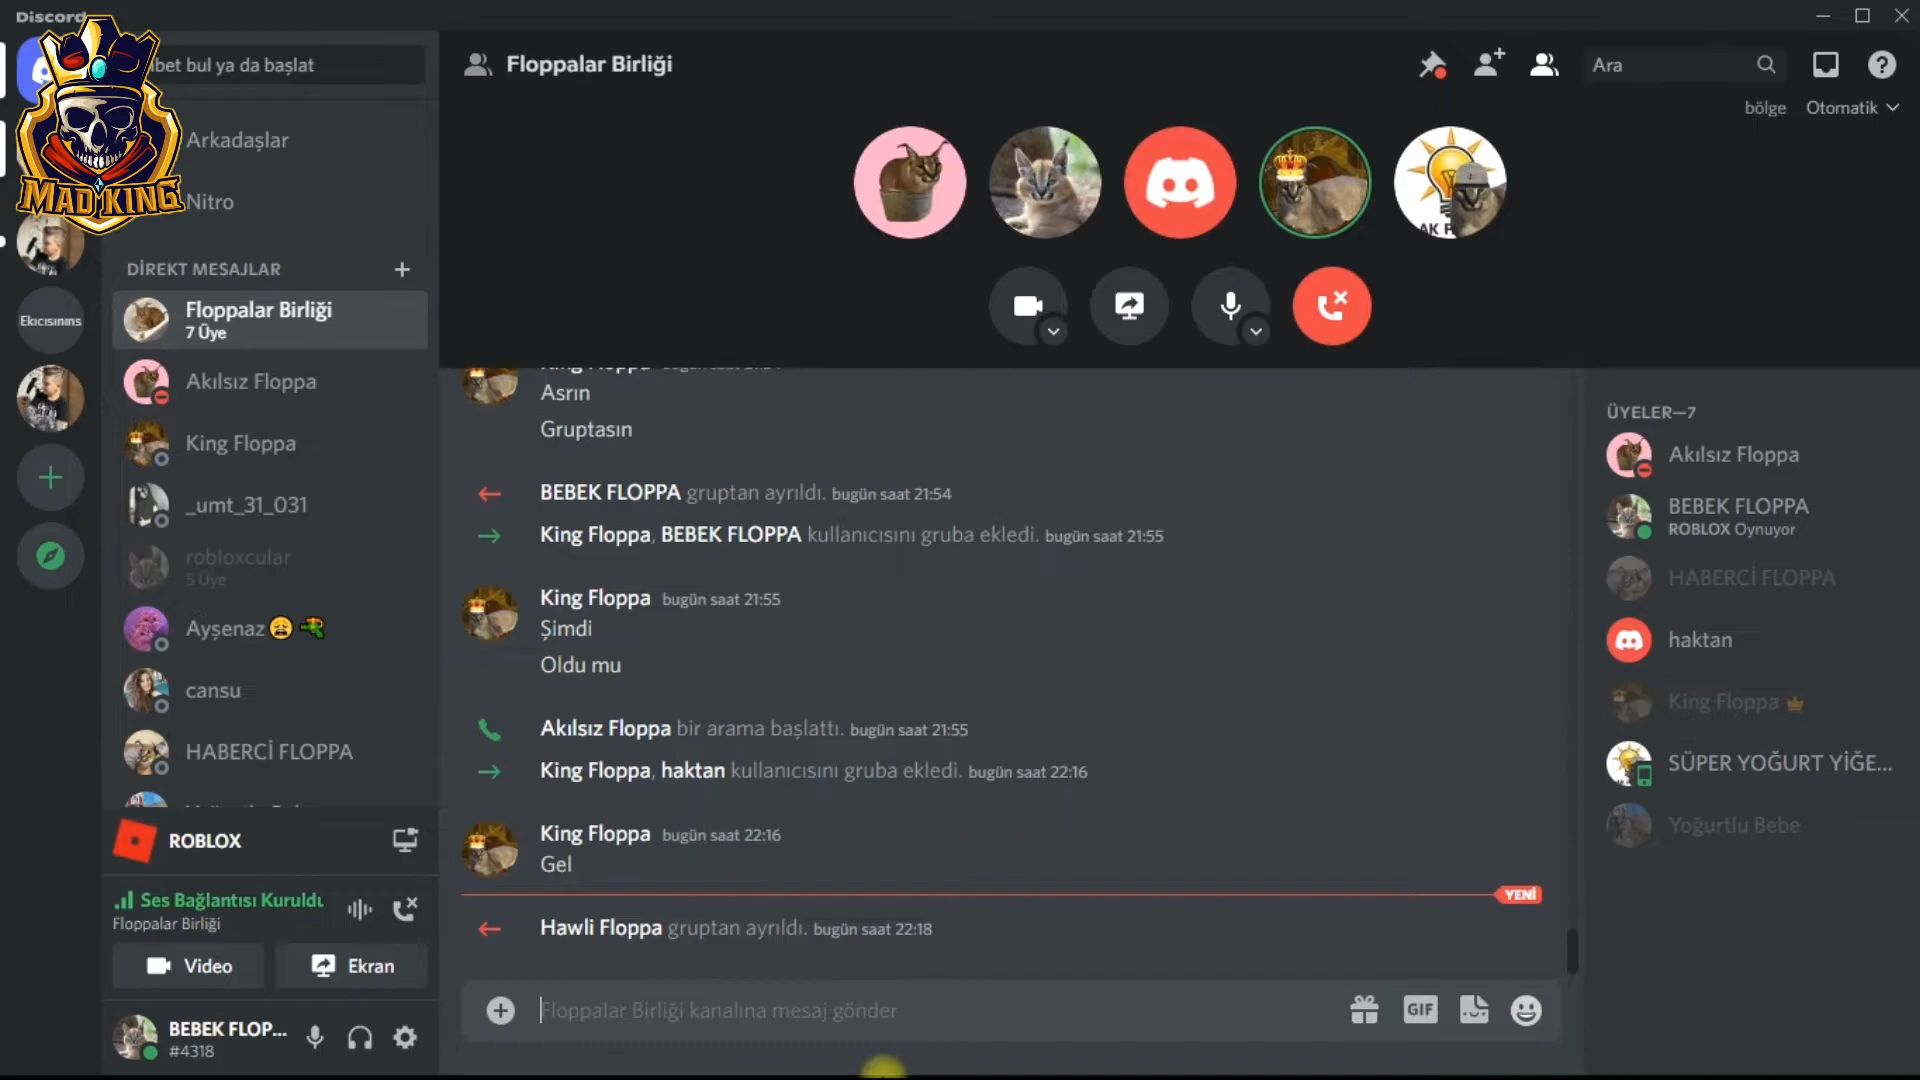 Discord
MAD KING
bet bul ya da başlat
Arkadaşlar
Nitro
Ekicisinins
DİREKT MESAJLAR
Floppalar Birliği
7 Üye
Akılsız Floppa
King Floppa
_umt_31_031
robloxcular
5 Üye
Ayşenaz😩🔫
cansu
HABERCİ FLOPPA
ROBLOX
Ses Bağlantısı Kuruldu
Floppalar Birliği
Video
Ekran
BEBEK FLOP...
#4318
Floppalar Birliği
Ara
bölge Otomatik
AK
Asrın
Gruptasın
BEBEK FLOPPA gruptan ayrıldı. bugün saat 21:54
King Floppa, BEBEK FLOPPA kullanıcısını gruba ekledi. bugün saat 21:55
King Floppa bugün saat 21:55
Şimdi
Oldu mu
Akılsız Floppa bir arama başlattı. bugün saat 21:55
King Floppa, haktan kullanıcısını gruba ekledi. bugün saat 22:16
King Floppa bugün saat 22:16
Gel
YENİ
Hawli Floppa gruptan ayrıldı. bugün saat 22:18
Floppalar Birliği kanalına mesaj gönder
GIF
ÜYELER—7
Akılsız Floppa
BEBEK FLOPPA
ROBLOX Oynuyor
HABERCİ FLOPPA
haktan
King Floppa
SÜPER YOĞURT YİĞE...
Yoğurtlu Bebe